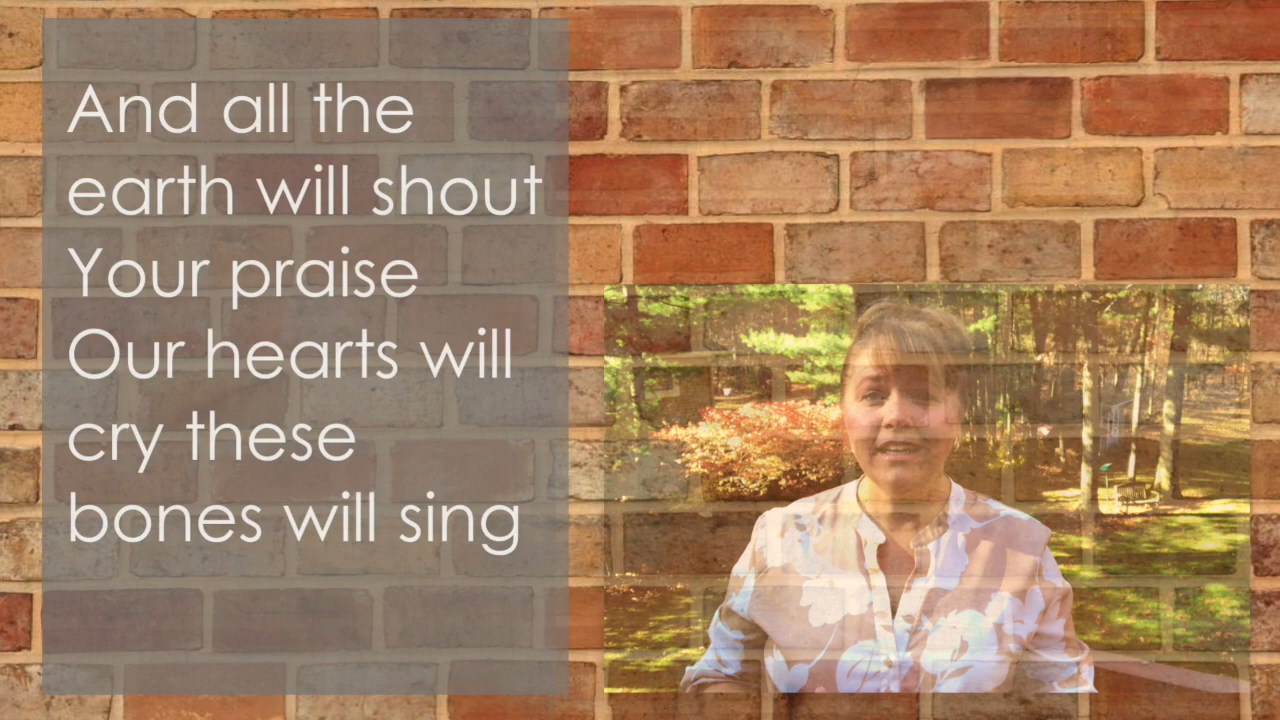 And all the
earth will shout
Your praise
Our hearts will
cry these
bones will sing